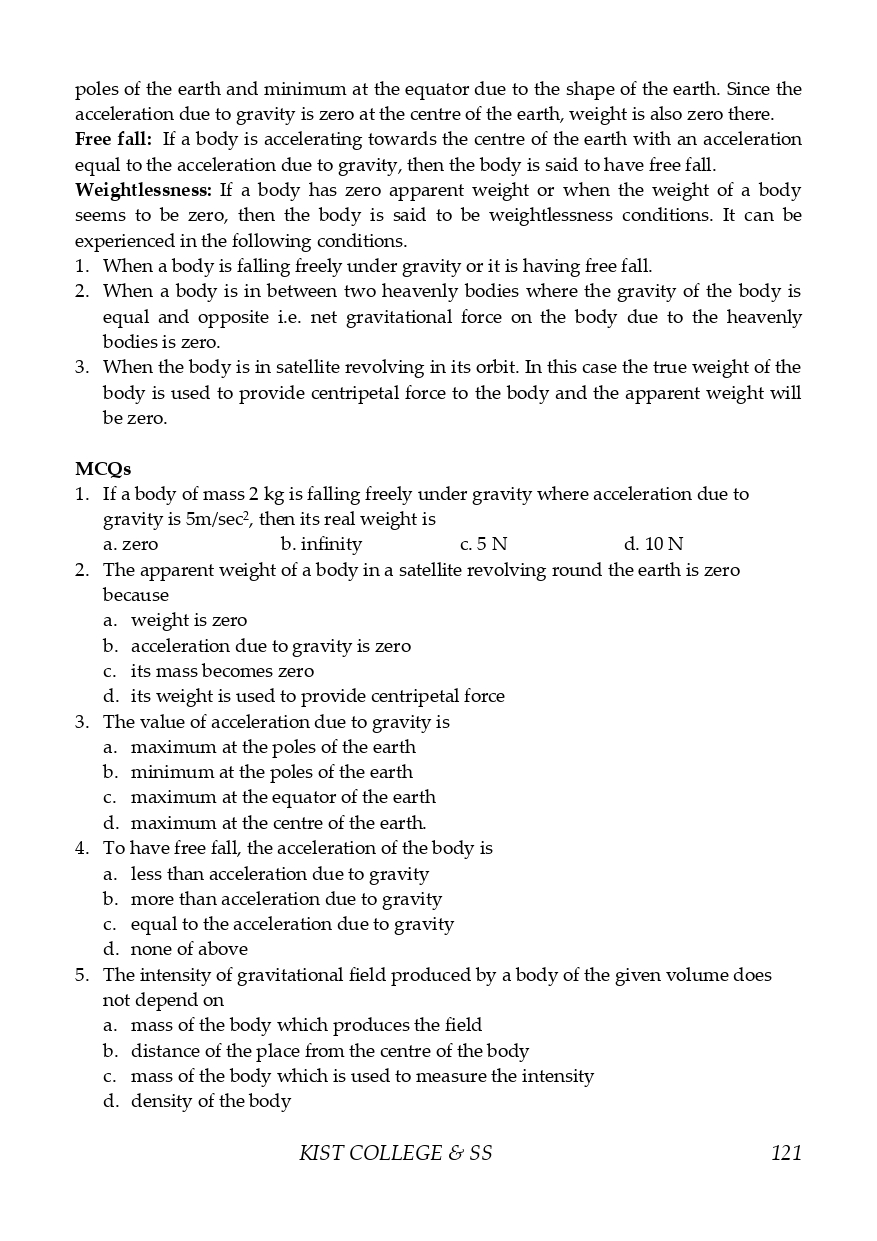 poles of the earth and minimum at the equator due to the shape of the earth. Since the
acceleration due to gravity is zero at the centre of the earth, weight is also zero there.
Free fall: If a body is accelerating towards the centre of the earth with an acceleration
equal to the acceleration due to gravity, then the body is said to have free fall.
Weightlessness: If a body has zero apparent weight or when the weight of a body
seems to be zero, then the body is said to be weightlessness conditions. It can be
experienced in the following conditions.
1. When a body is falling freely under gravity or it is having free fall.
2. When a body is in between two heavenly bodies where the gravity of the body is
equal and opposite i.e. net gravitational force on the body due to the heavenly
bodies is zero.
3. When the body is in satellite revolving in its orbit. In this case the true weight of the
body is used to provide centripetal force to the body and the apparent weight will
be zero.
MCQs
1. If a body of mass 2 kg is falling freely under gravity where acceleration due to
gravity is 5m/sec², then its real weight is
a. zero b. infinity c. 5 N d. 10 N
2. The apparent weight of a body in a satellite revolving round the earth is zero
because
a. weight is zero
b. acceleration due to gravity is zero
c. its mass becomes zero
d. its weight is used to provide centripetal force
3. The value of acceleration due to gravity is
a. maximum at the poles of the earth
b. minimum at the poles of the earth
c. maximum at the equator of the earth
d. maximum at the centre of the earth.
4. To have free fall, the acceleration of the body is
a. less than acceleration due to gravity
b. more than acceleration due to gravity
c. equal to the acceleration due to gravity
d. none of above
5. The intensity of gravitational field produced by a body of the given volume does
not depend on
a. mass of the body which produces the field
b. distance of the place from the centre of the body
c. mass of the body which is used to measure the intensity
d. density of the body
KIST COLLEGE & SS 121